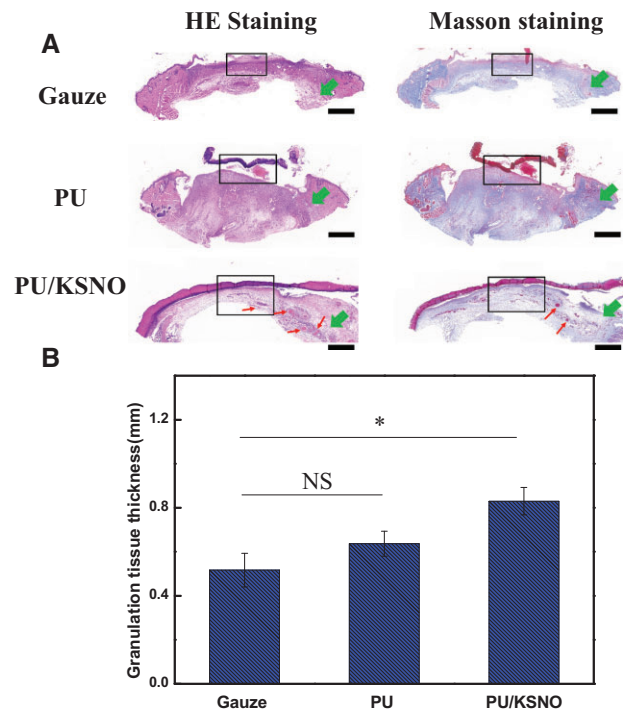 HE Staining
Masson staining
A
Gauze
PU
PU/KSNO
B
Granulation tissue thickness(mm)
1.2
0.8
0.4
0.0
*
NS
Gauze
PU
PU/KSNO